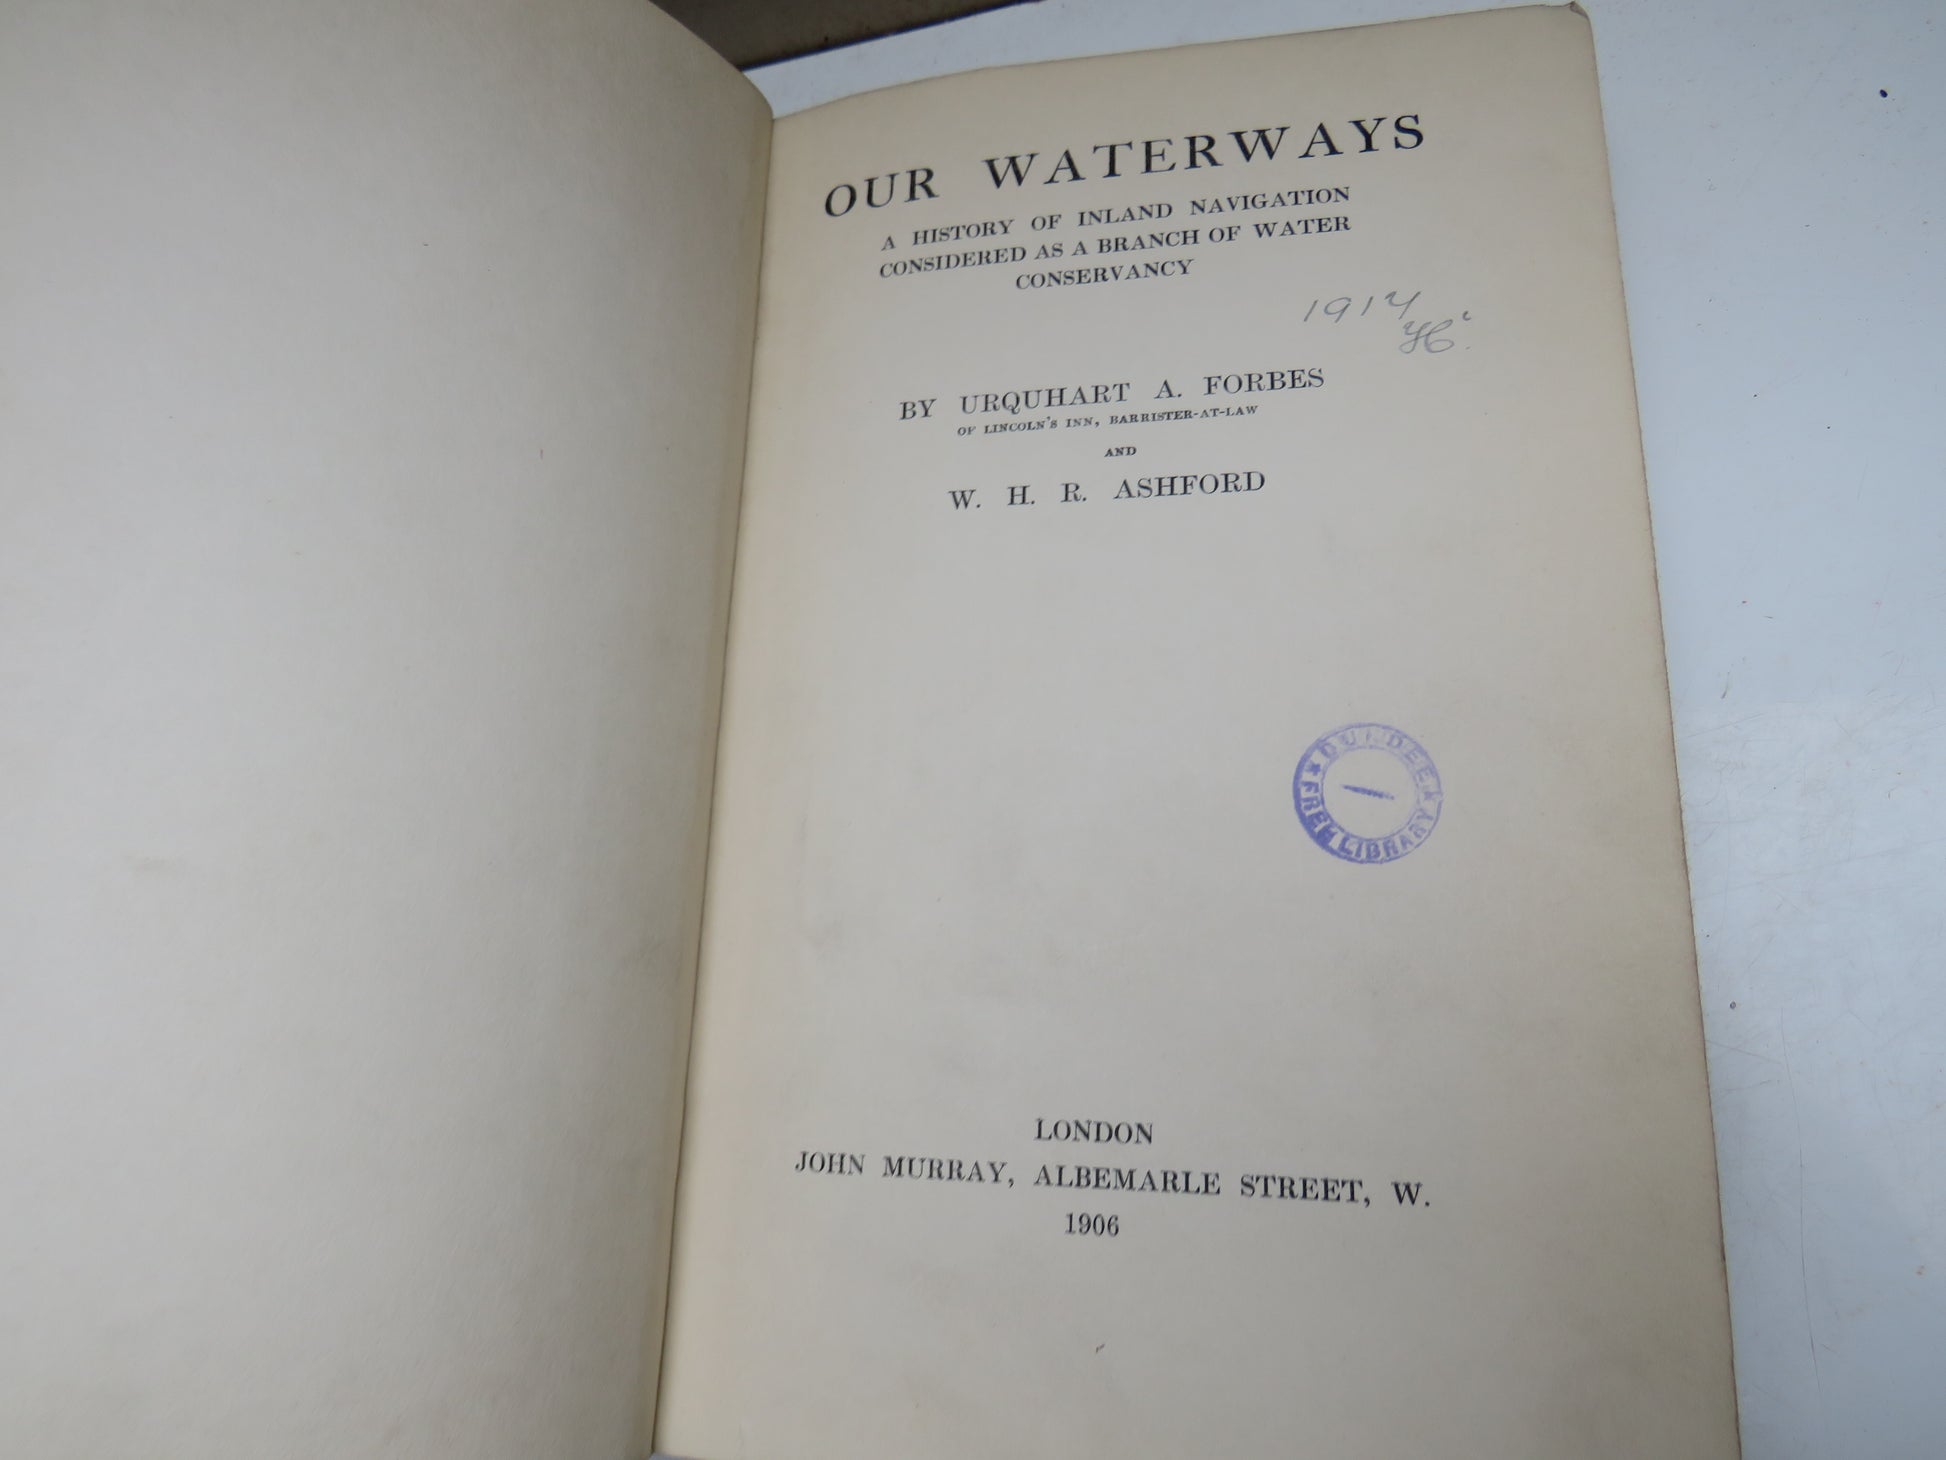 OUR WATERWAYS
A HISTORY OF INLAND NAVIGATION
CONSIDERED AS A BRANCH OF WATER
CONSERVANCY
BY URQUHART A. FORBES
OF LINCOLN'S INN, BARRISTER-AT-LAW
AND
W. H. R. ASHFORD
DUNDEE
FREE LIBRARY
LONDON
JOHN MURRAY, ALBEMARLE STREET, W.
1906